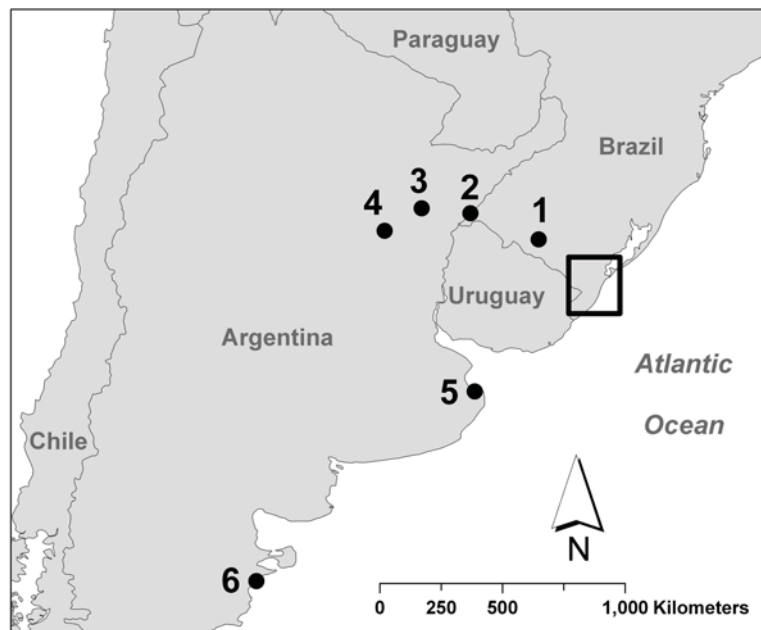 Paraguay
Brazil
3
2
4
1
Uruguay
Argentina
Atlantic
Ocean
5
Chile
N
6
0 250 500 1,000 Kilometers